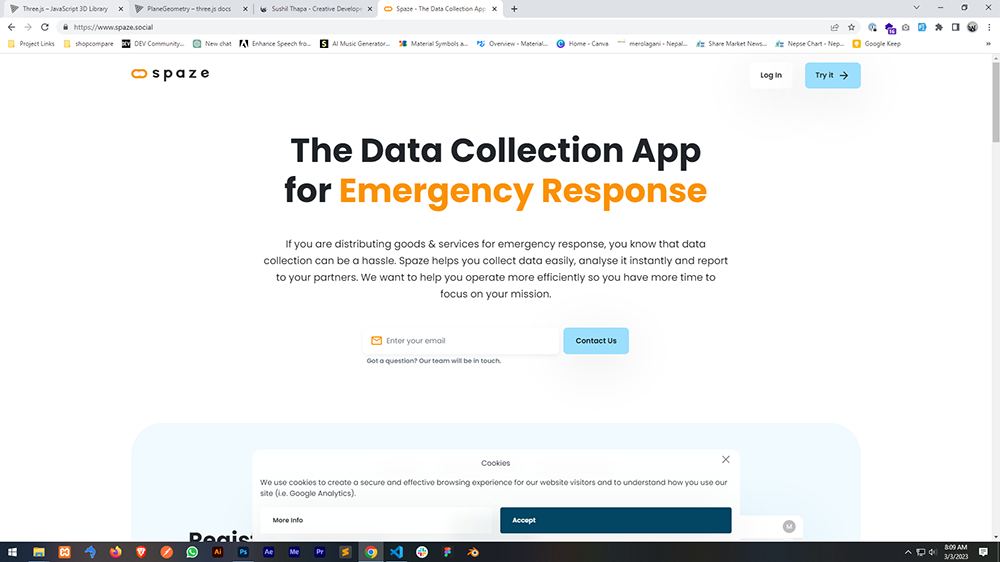 Three.js – JavaScript 3D Library
PlaneGeometry – three.js docs
Sushil Thapa - Creative Develope
Spaze - The Data Collection App
https://www.spaze.social
16
Project Links
shopcompare
DEV Community...
New chat
Enhance Speech fro...
AI Music Generator...
Material Symbols a...
Overview - Material...
Home - Canva
merolagani - Nepal...
Share Market News...
Nepse Chart - Nep...
Google Keep
spaze
Log In
Try it
The Data Collection App
for Emergency Response
If you are distributing goods & services for emergency response, you know that data
collection can be a hassle. Spaze helps you collect data easily, analyse it instantly and report
to your partners. We want to help you operate more efficiently so you have more time to
focus on your mission.
Enter your email
Contact Us
Got a question? Our team will be in touch.
Cookies
We use cookies to create a secure and effective browsing experience for our website visitors and to understand how you use our
site (i.e. Google Analytics).
More Info
Accept
M
Ai
Ps
Ae
Me
Pr
8:09 AM
3/3/2023